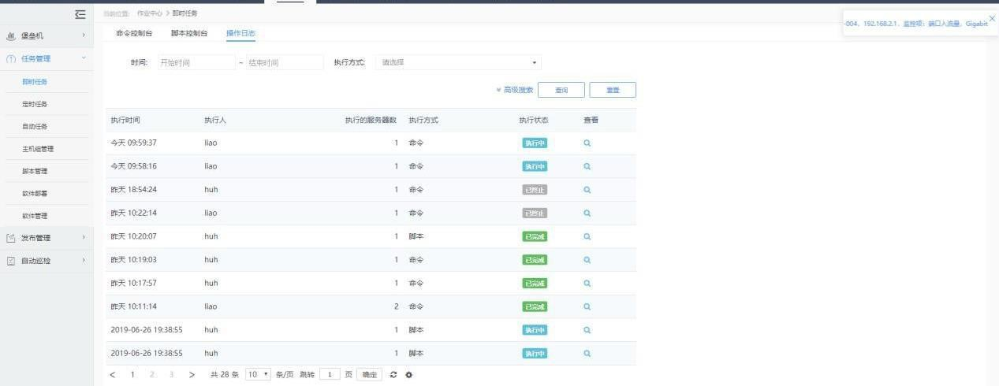 当前位置: 作业中心 > 即时任务
-004, 192.168.2.1, 监控项: 端口入流量, Gigabit
堡垒机
任务管理
即时任务
定时任务
自动任务
主机组管理
脚本管理
软件部署
软件管理
发布管理
自动巡检
命令控制台 脚本控制台 操作日志
时间: 开始时间 ~ 结束时间 执行方式: 请选择
高级搜索 查询 重置
执行时间 执行人 执行的服务器数 执行方式 执行状态 查看
今天 09:59:37 liao 1 命令 执行中
今天 09:58:16 liao 1 命令 执行中
昨天 18:54:24 huh 1 命令 已终止
昨天 10:22:14 liao 1 命令 已终止
昨天 10:20:07 huh 1 脚本 已完成
昨天 10:19:03 huh 1 命令 已完成
昨天 10:17:57 huh 1 命令 已完成
昨天 10:11:14 liao 2 命令 已完成
2019-06-26 19:38:55 huh 1 脚本 执行中
2019-06-26 19:38:55 huh 1 脚本 执行中
< 1 2 3 > 共 28 条 10 条/页 跳转 1 页 确定